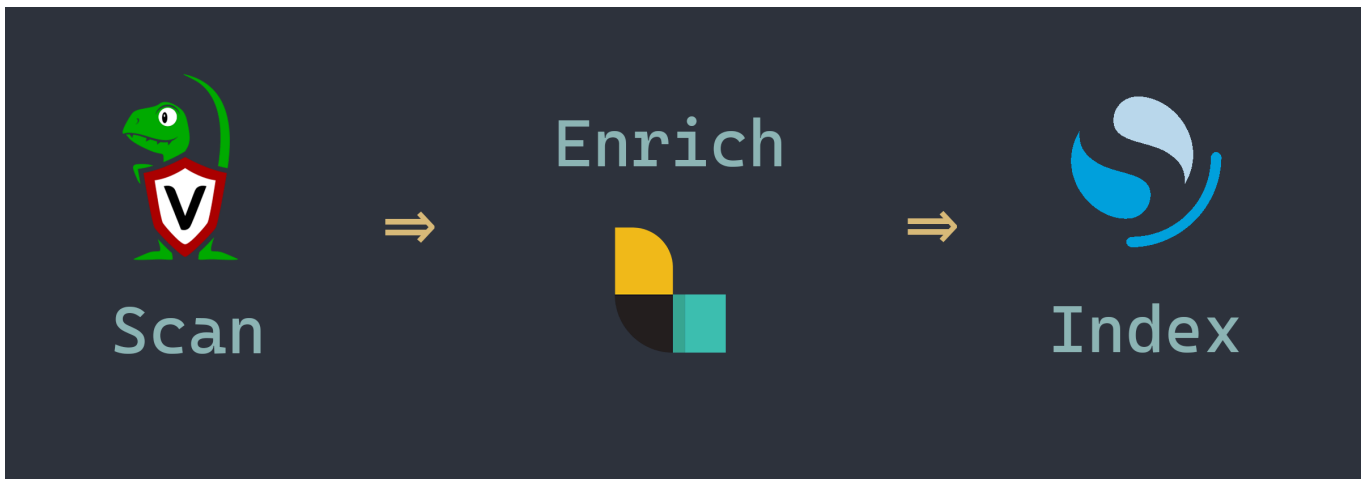 Enrich
V
⇒
⇒
Scan
Index